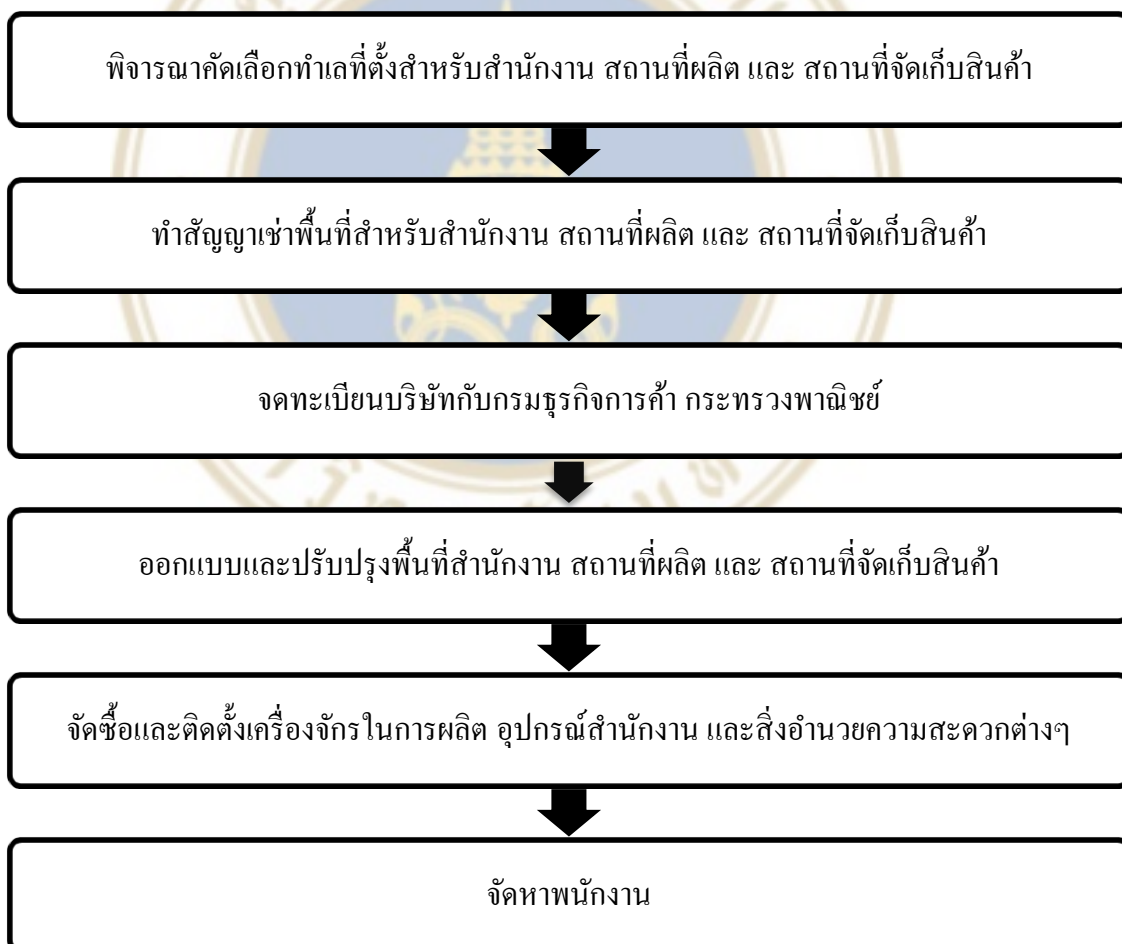 พิจารณาคัดเลือกทำเลที่ตั้งสำหรับสำนักงาน สถานที่ผลิต และ สถานที่จัดเก็บสินค้า
ทำสัญญาเช่าพื้นที่สำหรับสำนักงาน สถานที่ผลิต และ สถานที่จัดเก็บสินค้า
จดทะเบียนบริษัทกับกรมธุรกิจการค้า กระทรวงพาณิชย์
ออกแบบและปรับปรุงพื้นที่สำนักงาน สถานที่ผลิต และ สถานที่จัดเก็บสินค้า
จัดซื้อและติดตั้งเครื่องจักรในการผลิต อุปกรณ์สำนักงาน และสิ่งอำนวยความสะดวกต่างๆ
จัดหาพนักงาน